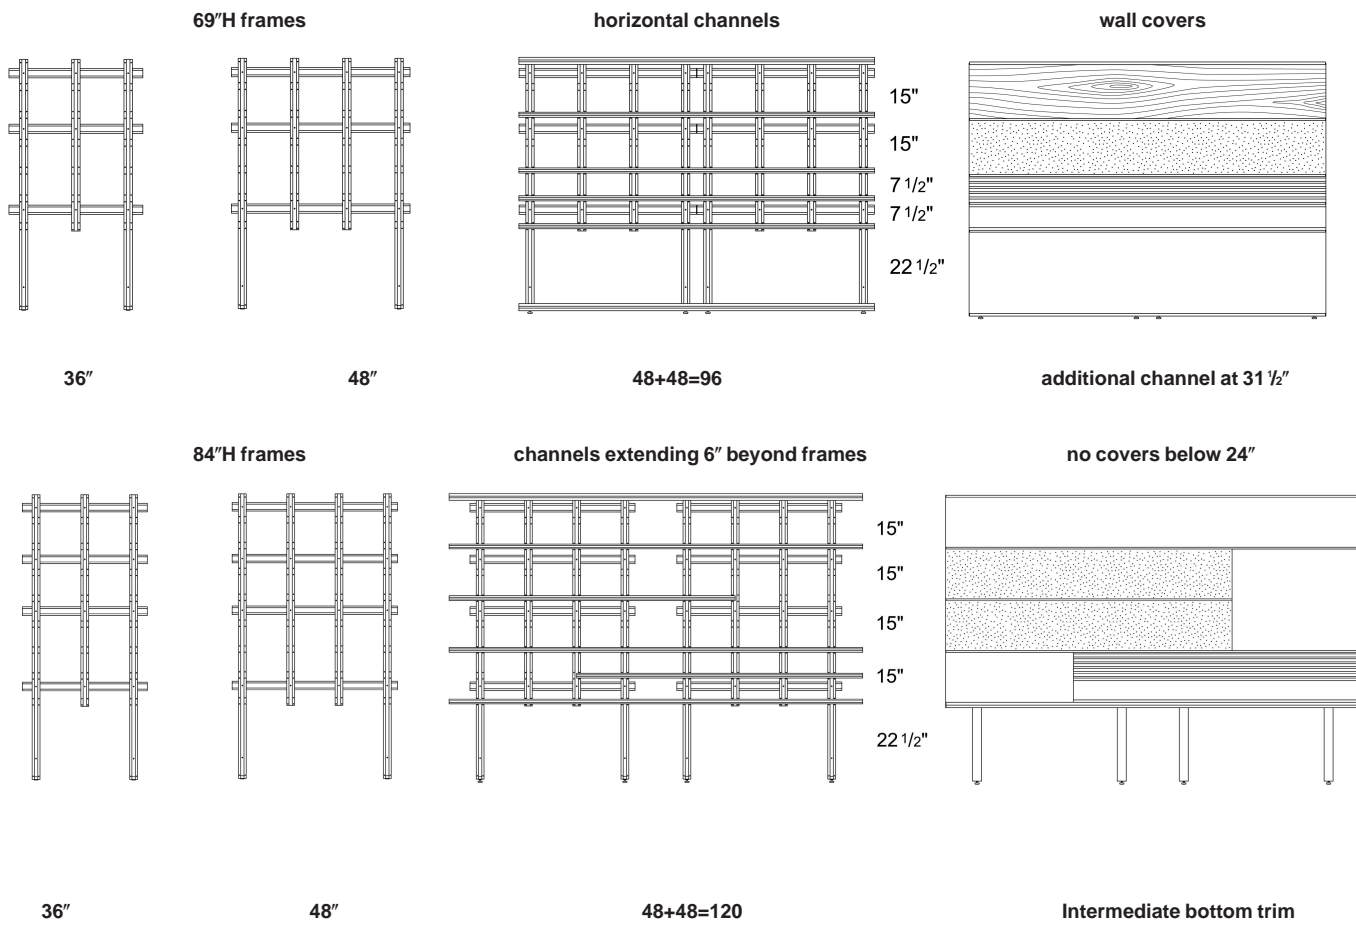 69″H frames
horizontal channels
wall covers
15"
15"
7 1/2"
7 1/2"
22 1/2"
36″
48″
48+48=96
additional channel at 31 ½″
84″H frames
channels extending 6″ beyond frames
no covers below 24″
15"
15"
15"
15"
22 1/2"
36″
48″
48+48=120
Intermediate bottom trim